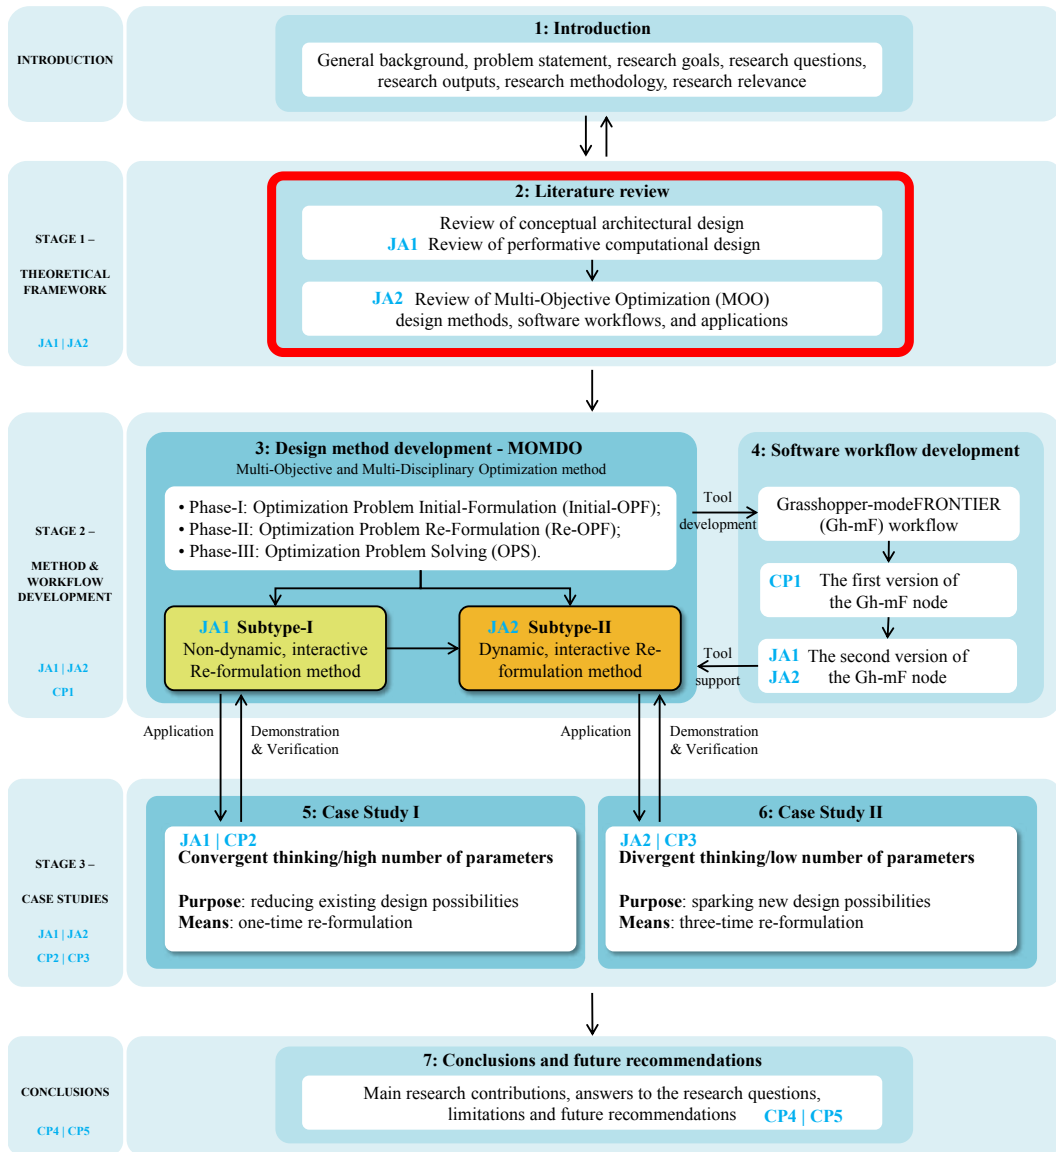 INTRODUCTION
1: Introduction
General background, problem statement, research goals, research questions,
research outputs, research methodology, research relevance
STAGE 1 –
THEORETICAL
FRAMEWORK
JA1 | JA2
2: Literature review
Review of conceptual architectural design
JA1 Review of performative computational design
JA2 Review of Multi-Objective Optimization (MOO)
design methods, software workflows, and applications
STAGE 2 –
METHOD &
WORKFLOW
DEVELOPMENT
JA1 | JA2
CP1
3: Design method development - MOMDO
Multi-Objective and Multi-Disciplinary Optimization method
• Phase-I: Optimization Problem Initial-Formulation (Initial-OPF);
• Phase-II: Optimization Problem Re-Formulation (Re-OPF);
• Phase-III: Optimization Problem Solving (OPS).
JA1 Subtype-I
Non-dynamic, interactive
Re-formulation method
JA2 Subtype-II
Dynamic, interactive Re-
formulation method
Tool
development
Tool
support
4: Software workflow development
Grasshopper-modeFRONTIER
(Gh-mF) workflow
CP1 The first version of
the Gh-mF node
JA1 The second version of
JA2 the Gh-mF node
Application
Demonstration
& Verification
Application
Demonstration
& Verification
STAGE 3 –
CASE STUDIES
JA1 | JA2
CP2 | CP3
5: Case Study I
JA1 | CP2
Convergent thinking/high number of parameters
Purpose: reducing existing design possibilities
Means: one-time re-formulation
6: Case Study II
JA2 | CP3
Divergent thinking/low number of parameters
Purpose: sparking new design possibilities
Means: three-time re-formulation
CONCLUSIONS
CP4 | CP5
7: Conclusions and future recommendations
Main research contributions, answers to the research questions,
limitations and future recommendations CP4 | CP5